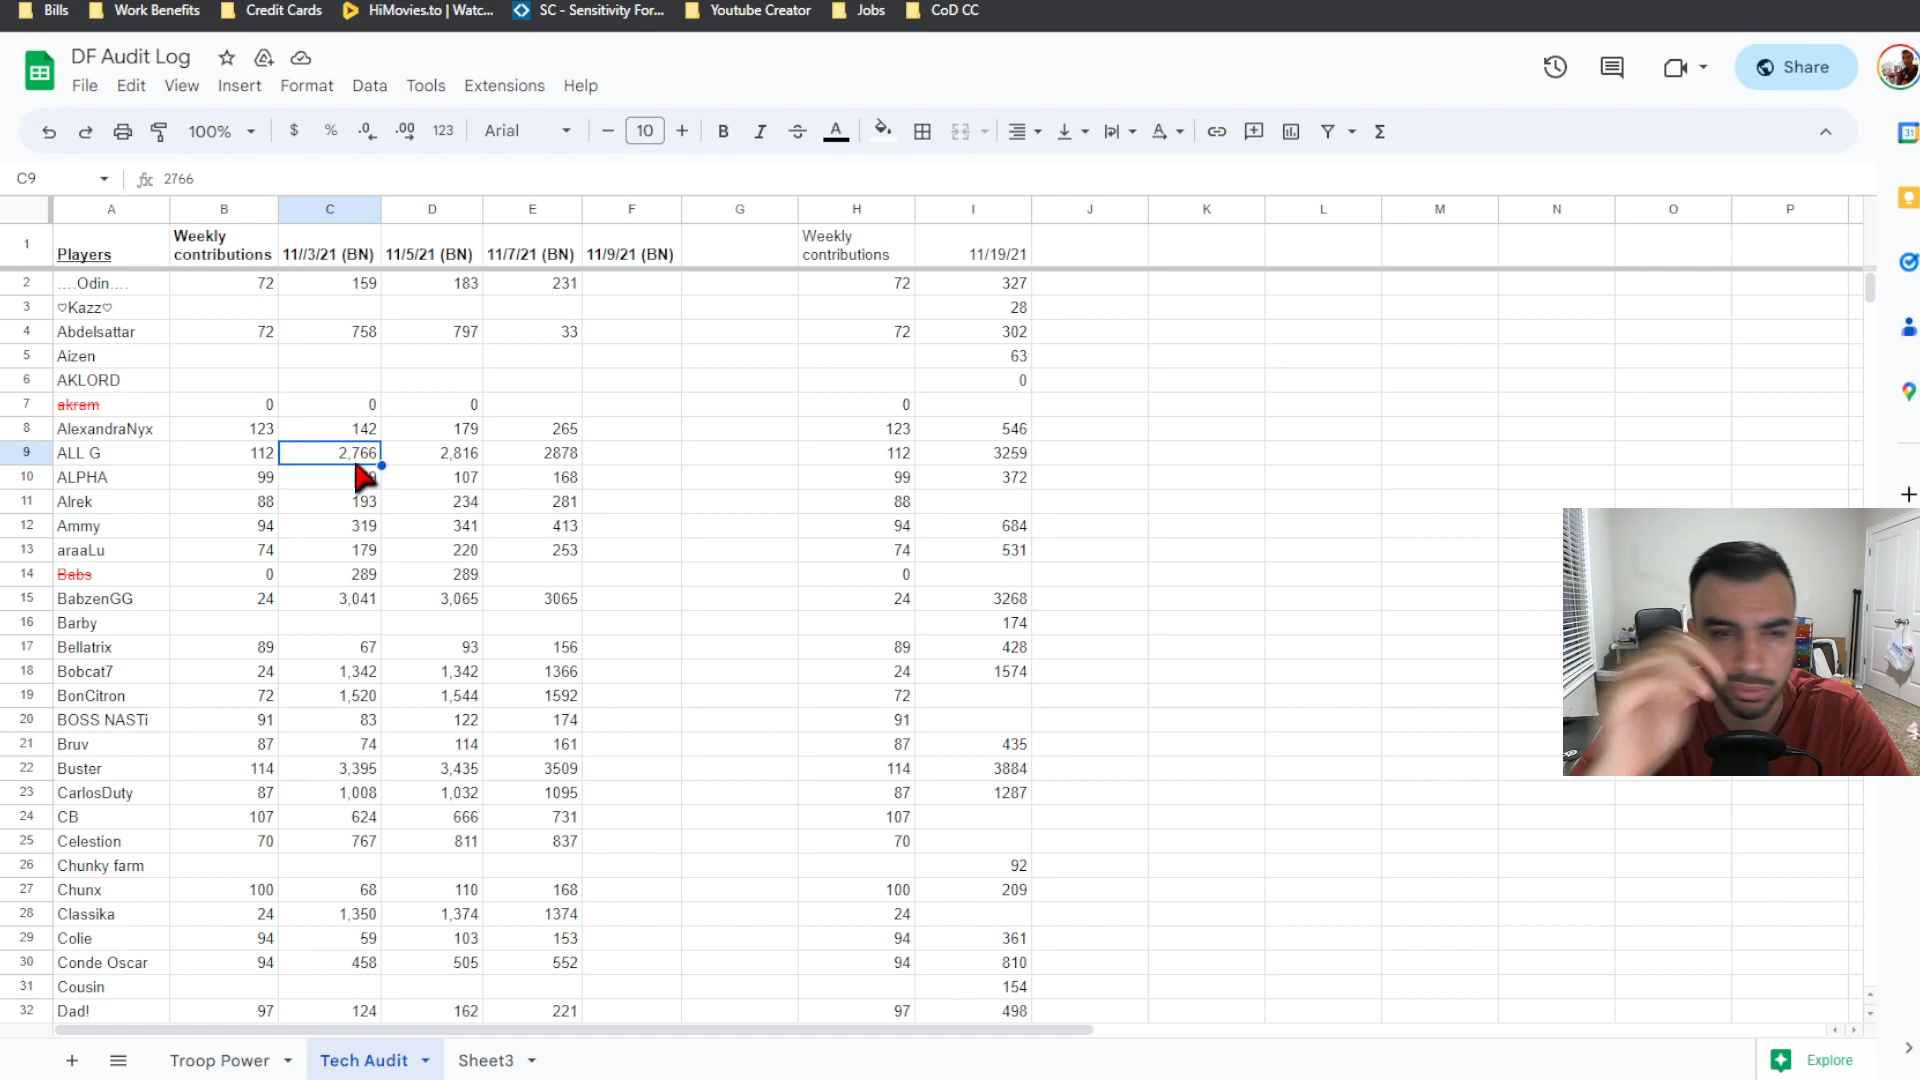 Bills Work Benefits Credit Cards HiMovies.to | Watc... SC - Sensitivity For... Youtube Creator Jobs CoD CC
DF Audit Log
File Edit View Insert Format Data Tools Extensions Help
Share
100% $ % .0 .00 123 Arial 10 B I A
31
C9 fx 2766
A B C D E F G H I J K L M N O P
1 Players Weekly contributions 11//3/21 (BN) 11/5/21 (BN) 11/7/21 (BN) 11/9/21 (BN) Weekly contributions 11/19/21
2 ....Odin.... 72 159 183 231 72 327
3 ♡Kazz♡ 28
4 Abdelsattar 72 758 797 33 72 302
5 Aizen 63
6 AKLORD 0
7 akram 0 0 0 0
8 AlexandraNyx 123 142 179 265 123 546
9 ALL G 112 2,766 2,816 2878 112 3259
10 ALPHA 99 107 168 99 372
11 Alrek 88 193 234 281 88
12 Ammy 94 319 341 413 94 684
13 araaLu 74 179 220 253 74 531
14 Babs 0 289 289 0
15 BabzenGG 24 3,041 3,065 3065 24 3268
16 Barby 174
17 Bellatrix 89 67 93 156 89 428
18 Bobcat7 24 1,342 1,342 1366 24 1574
19 BonCitron 72 1,520 1,544 1592 72
20 BOSS NASTi 91 83 122 174 91
21 Bruv 87 74 114 161 87 435
22 Buster 114 3,395 3,435 3509 114 3884
23 CarlosDuty 87 1,008 1,032 1095 87 1287
24 CB 107 624 666 731 107
25 Celestion 70 767 811 837 70
26 Chunky farm 92
27 Chunx 100 68 110 168 100 209
28 Classika 24 1,350 1,374 1374 24
29 Colie 94 59 103 153 94 361
30 Conde Oscar 94 458 505 552 94 810
31 Cousin 154
32 Dad! 97 124 162 221 97 498
Troop Power Tech Audit Sheet3 Explore